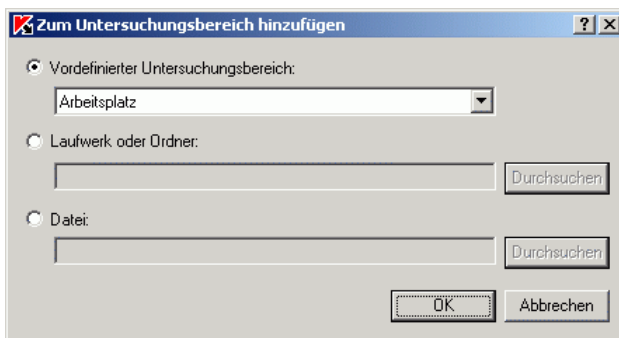 Zum Untersuchungsbereich hinzufügen
Vordefinierter Untersuchungsbereich:
Arbeitsplatz
Laufwerk oder Ordner:
Durchsuchen
Datei:
Durchsuchen
OK Abbrechen